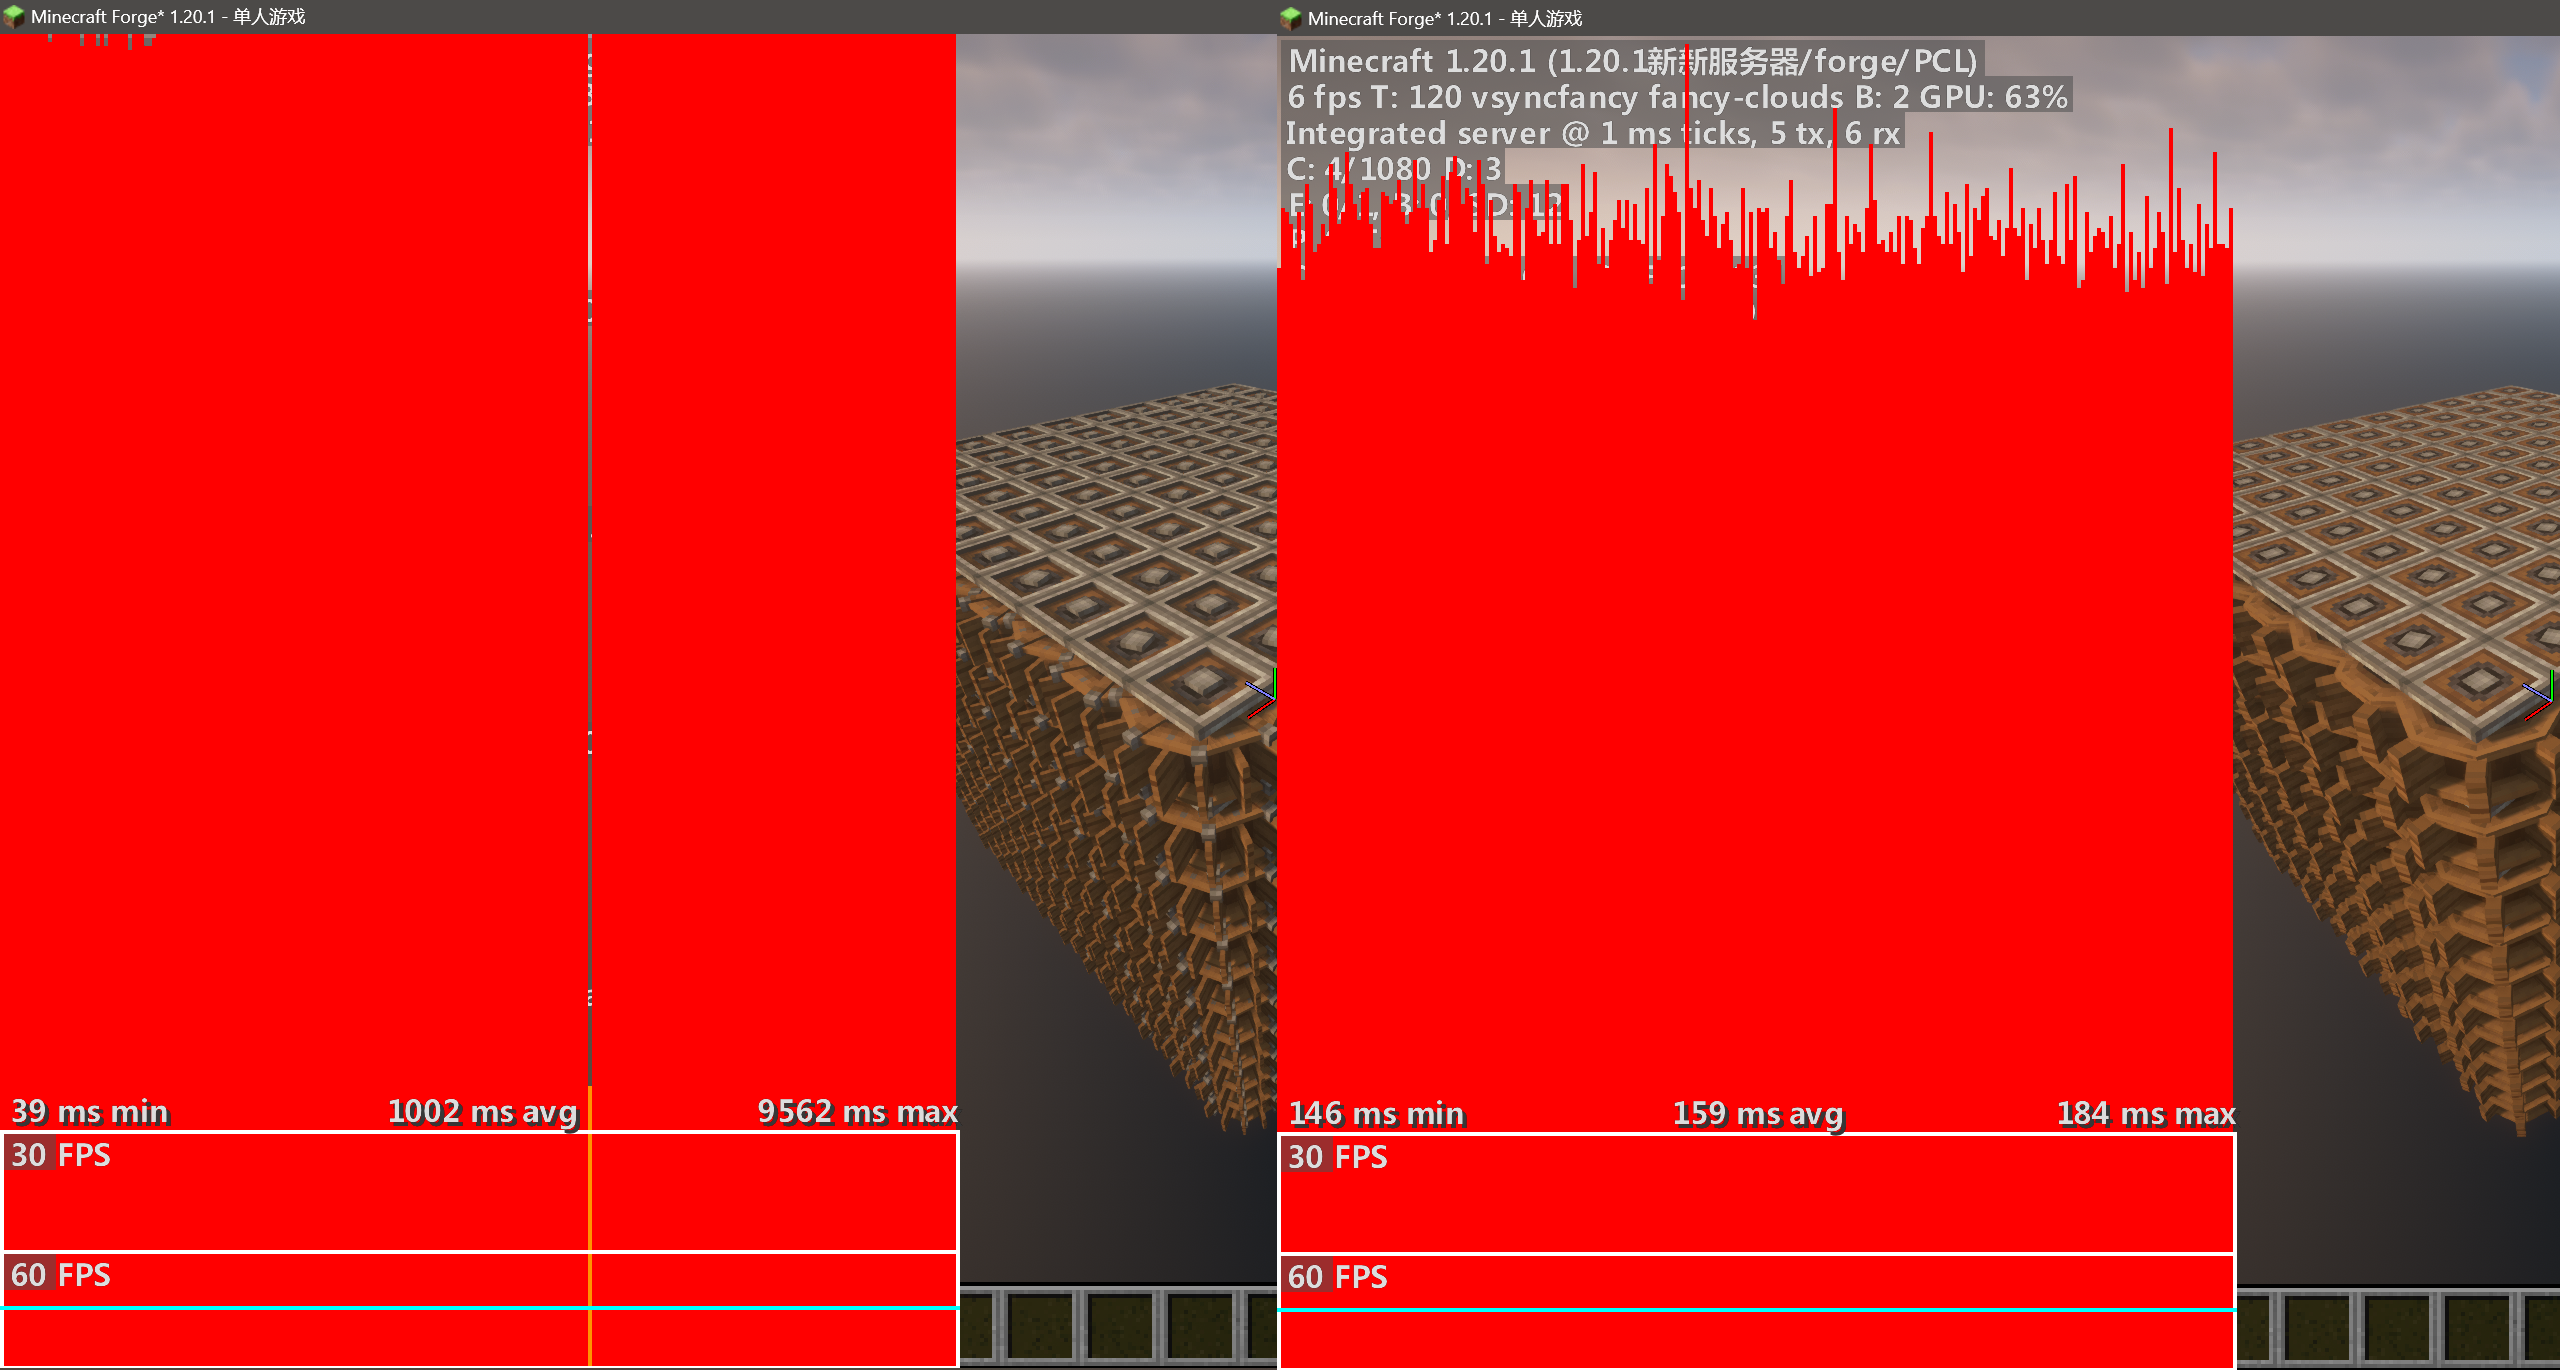 Minecraft Forge* 1.20.1 - 单人游戏
39 ms min
1002 ms avg
9562 ms max
30 FPS
60 FPS
Minecraft Forge* 1.20.1 - 单人游戏
Minecraft 1.20.1 (1.20.1新新服务器/forge/PCL)
6 fps T: 120 vsyncfancy fancy-clouds B: 2 GPU: 63%
Integrated server @ 1 ms ticks, 5 tx, 6 rx
C: 4/1080 D: 3
146 ms min
159 ms avg
184 ms max
30 FPS
60 FPS